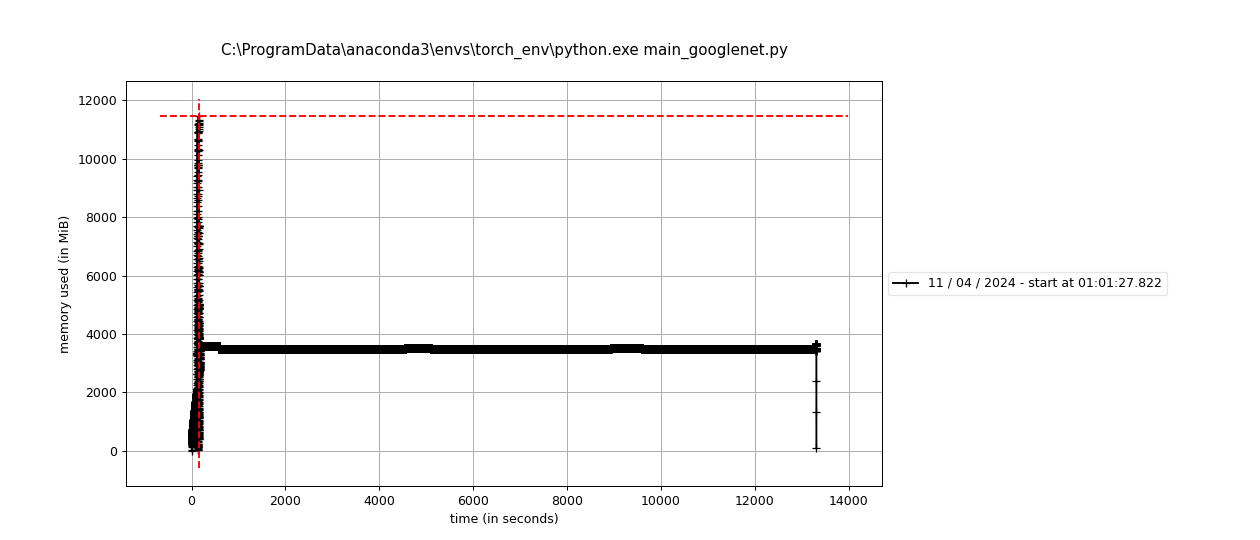 C:\ProgramData\anaconda3\envs\torch_env\python.exe main_googlenet.py
12000
10000
8000
6000
4000
2000
0
memory used (in MiB)
11 / 04 / 2024 - start at 01:01:27.822
0 2000 4000 6000 8000 10000 12000 14000
time (in seconds)